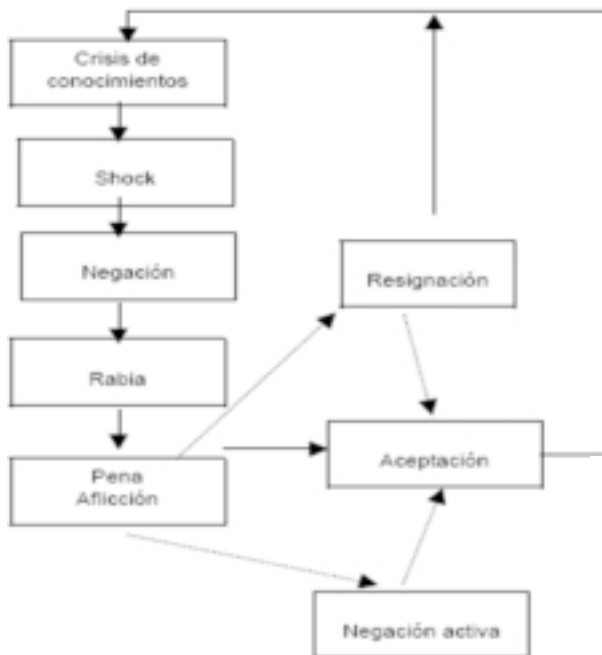 Crisis de
conocimientos
Shock
Negación
Resignación
Rabia
Pena
Aflicción
Aceptación
Negación activa